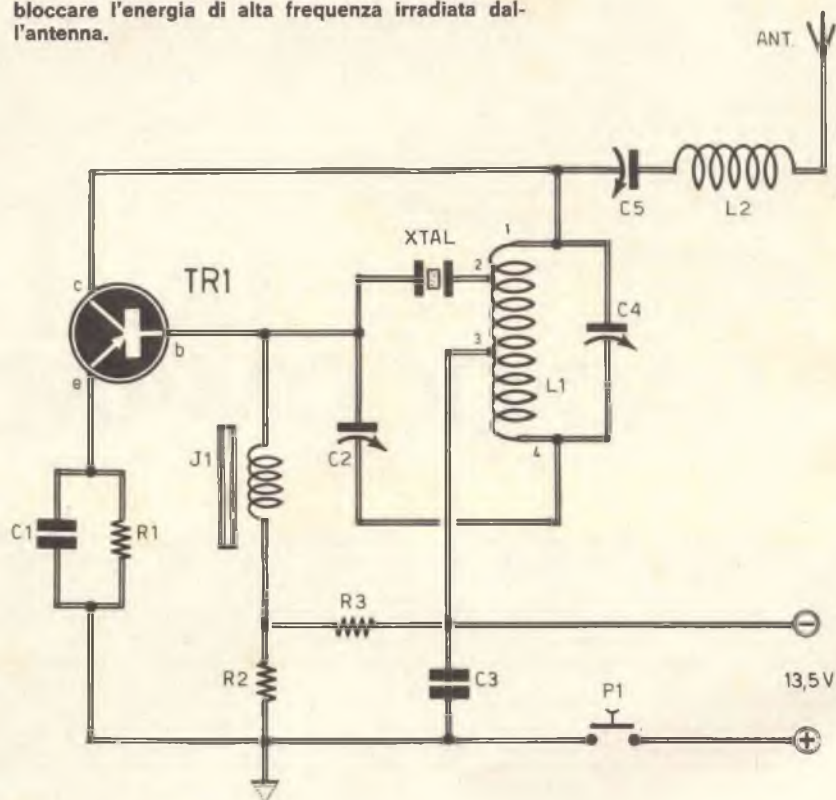 bloccare l'energia di alta frequenza irradiata dal-
l'antenna.
ANT.
C5
L2
XTAL
1
2
TR1
c
C4
3
b
e
L1
J1
C2
4
C1
R1
R3
−
R2
C3
13,5 V
P1
+